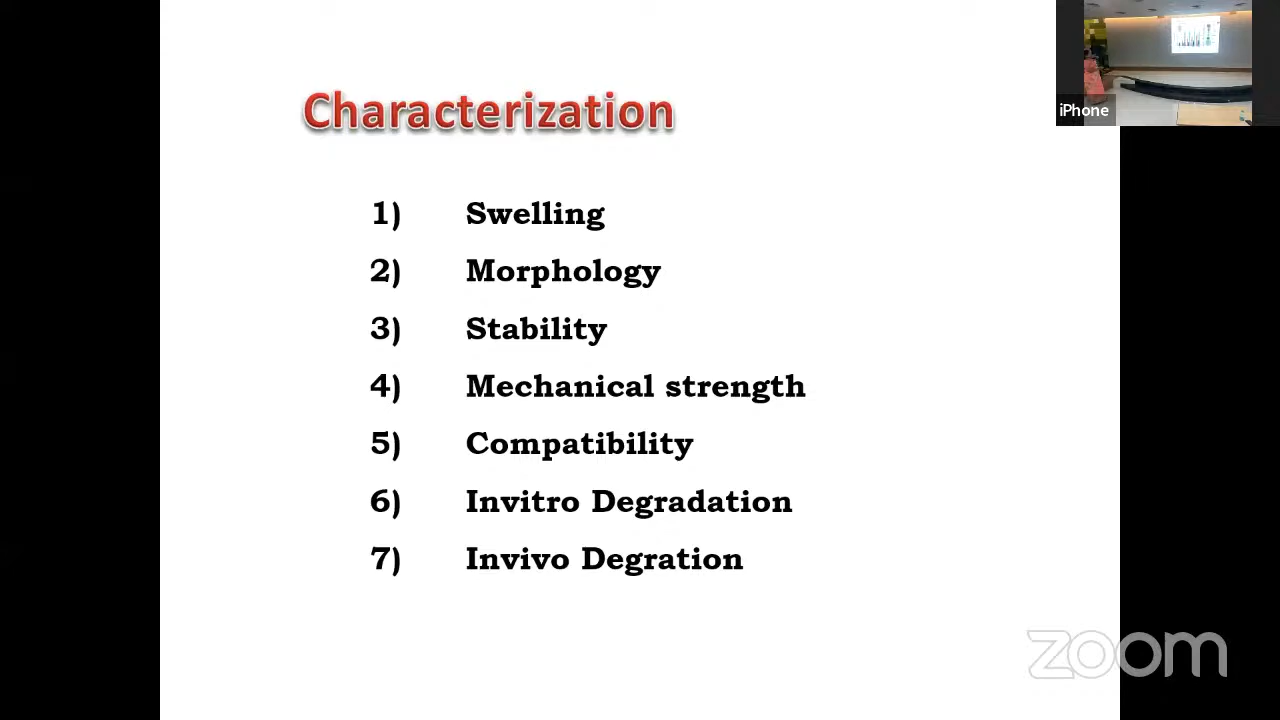 Characterization
1) Swelling
2) Morphology
3) Stability
4) Mechanical strength
5) Compatibility
6) Invitro Degradation
7) Invivo Degration
iPhone
zoom